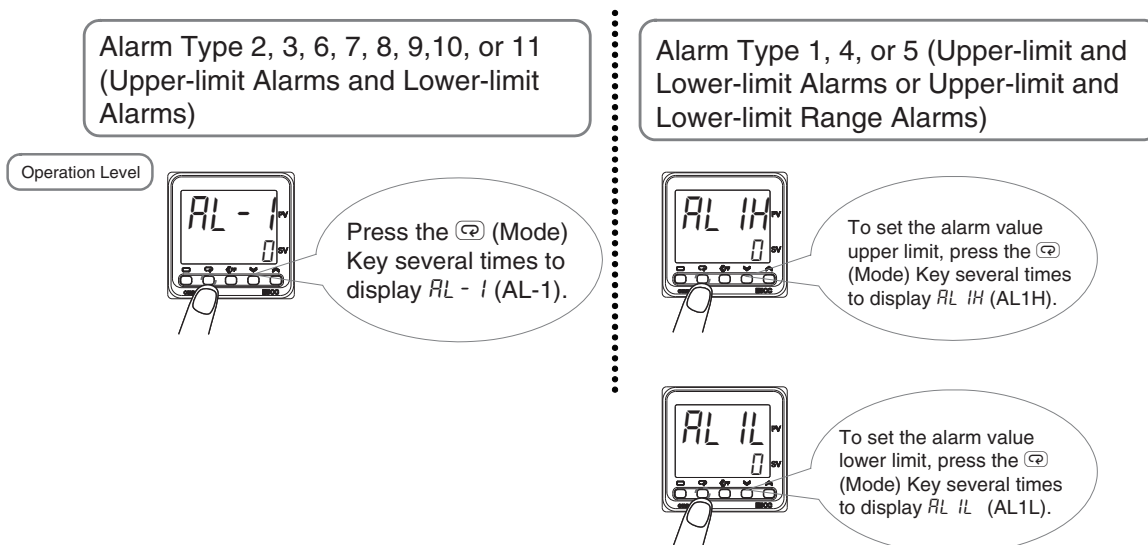 Alarm Type 2, 3, 6, 7, 8, 9,10, or 11
(Upper-limit Alarms and Lower-limit
Alarms)
Operation Level
AL - 1
PV
0
SV
Press the (Mode)
Key several times to
display AL - 1 (AL-1).
Alarm Type 1, 4, or 5 (Upper-limit and
Lower-limit Alarms or Upper-limit and
Lower-limit Range Alarms)
AL 1H
PV
0
SV
To set the alarm value
upper limit, press the
(Mode) Key several times
to display AL 1H (AL1H).
AL 1L
PV
0
SV
To set the alarm value
lower limit, press the
(Mode) Key several times
to display AL 1L (AL1L).